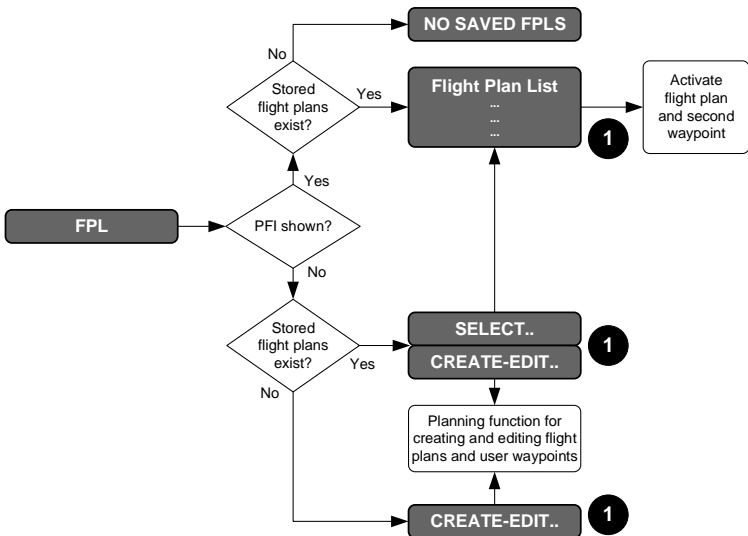 NO SAVED FPLS
No
Stored
flight plans
exist?
Yes
Flight Plan List
...
...
...
1
Activate
flight plan
and second
waypoint
Yes
FPL
PFI shown?
No
Stored
flight plans
exist?
Yes
SELECT..
CREATE-EDIT..
1
No
Planning function for
creating and editing flight
plans and user waypoints
CREATE-EDIT..
1